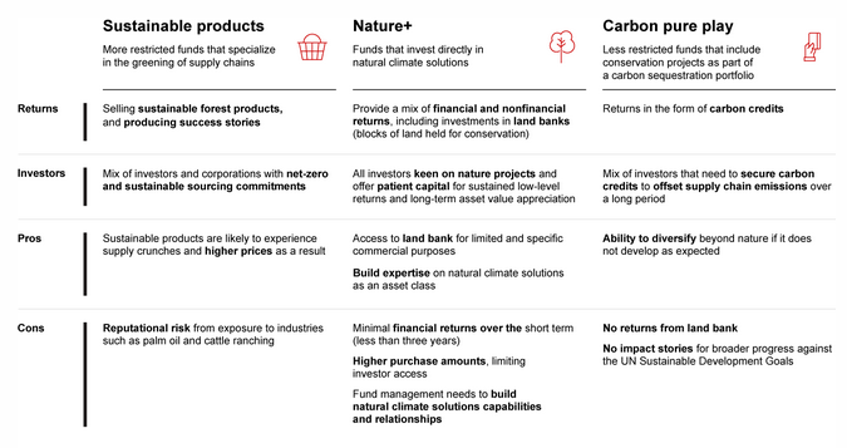 Sustainable products
More restricted funds that specialize
in the greening of supply chains
Nature+
Funds that invest directly in
natural climate solutions
Carbon pure play
Less restricted funds that include
conservation projects as part of
a carbon sequestration portfolio
Returns
Selling sustainable forest products,
and producing success stories
Provide a mix of financial and nonfinancial
returns, including investments in land banks
(blocks of land held for conservation)
Returns in the form of carbon credits
Investors
Mix of investors and corporations with net-zero
and sustainable sourcing commitments
All investors keen on nature projects and
offer patient capital for sustained low-level
returns and long-term asset value appreciation
Mix of investors that need to secure carbon
credits to offset supply chain emissions over
a long period
Pros
Sustainable products are likely to experience
supply crunches and higher prices as a result
Access to land bank for limited and specific
commercial purposes
Build expertise on natural climate solutions
as an asset class
Ability to diversify beyond nature if it does
not develop as expected
Cons
Reputational risk from exposure to industries
such as palm oil and cattle ranching
Minimal financial returns over the short term
(less than three years)
Higher purchase amounts, limiting
investor access
Fund management needs to build
natural climate solutions capabilities
and relationships
No returns from land bank
No impact stories for broader progress against
the UN Sustainable Development Goals